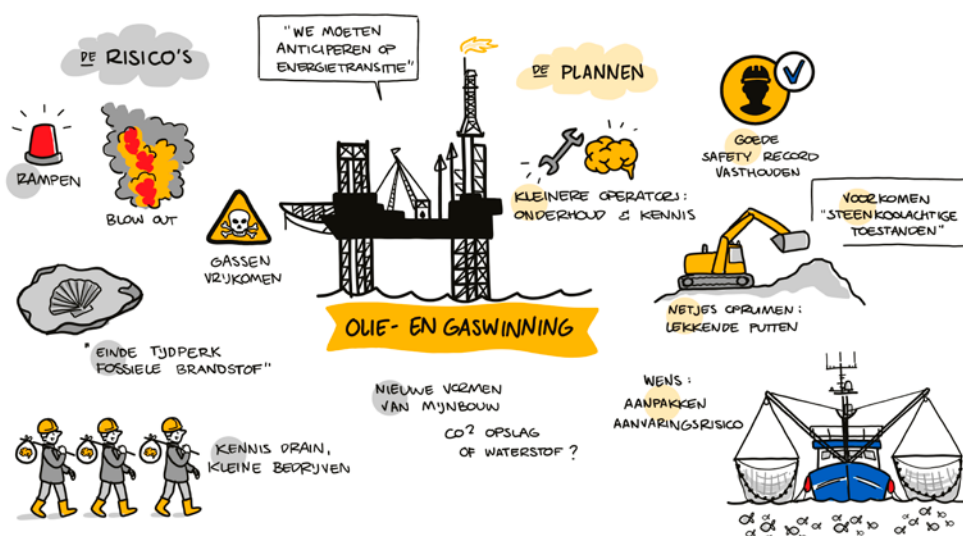 DE RISICO'S
RAMPEN
BLOW OUT
GASSEN
VRIJKOMEN
"EINDE TIJDPERK
FOSSIELE BRANDSTOF"
KENNIS DRAIN,
KLEINE BEDRIJVEN
"WE MOETEN
ANTICIPEREN OP
ENERGIETRANSITIE"
OLIE- EN GASWINNING
NIEUWE VORMEN
VAN MIJNBOUW
CO² OPSLAG
OF WATERSTOF?
DE PLANNEN
KLEINERE OPERATORS:
ONDERHOUD & KENNIS
GOEDE
SAFETY RECORD
VASTHOUDEN
VOORKOMEN
"STEENKOOLACHTIGE
TOESTANDEN"
NETJES OPRUIMEN:
LEKKENDE PUTTEN
WENS:
AANPAKKEN
AANVARINGSRISICO